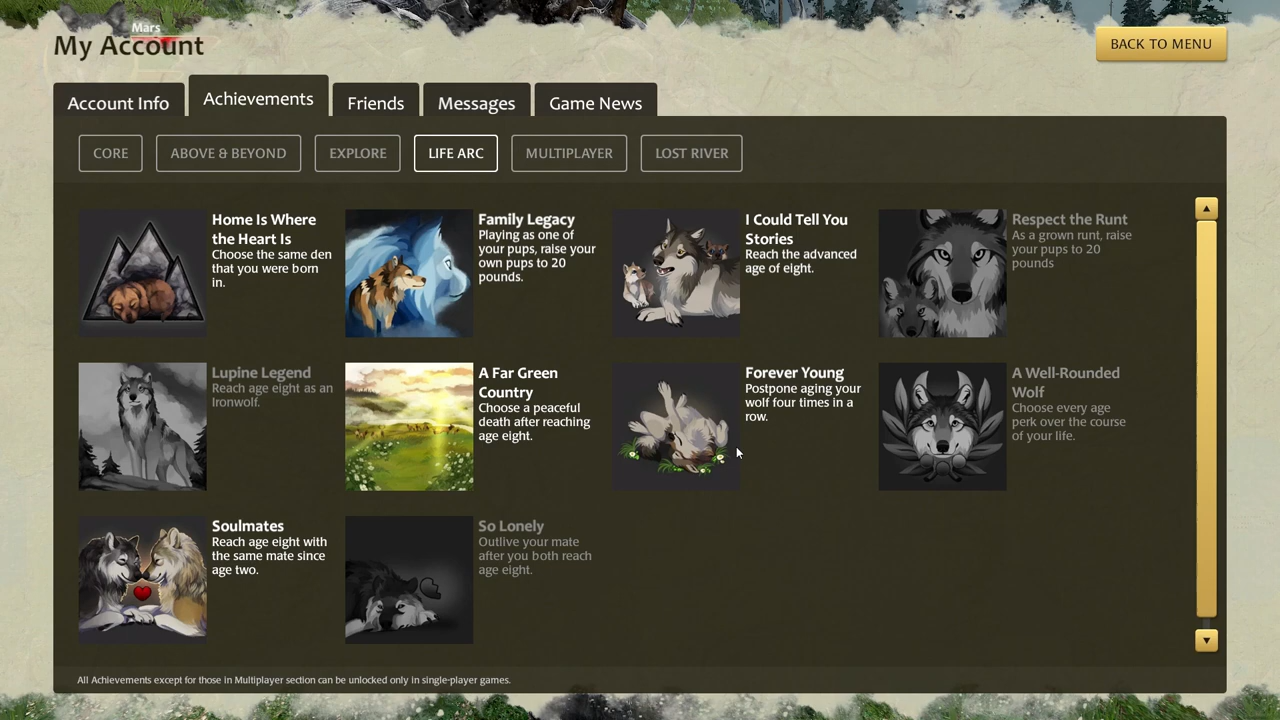 Mars
My Account
BACK TO MENU
Account Info
Achievements
Friends
Messages
Game News
CORE
ABOVE & BEYOND
EXPLORE
LIFE ARC
MULTIPLAYER
LOST RIVER
Home Is Where
the Heart Is
Choose the same den
that you were born
in.
Family Legacy
Playing as one of
your pups, raise your
own pups to 20
pounds.
I Could Tell You
Stories
Reach the advanced
age of eight.
Respect the Runt
As a grown runt, raise
your pups to 20
pounds
Lupine Legend
Reach age eight as an
Ironwolf.
A Far Green
Country
Choose a peaceful
death after reaching
age eight.
Forever Young
Postpone aging your
wolf four times in a
row.
A Well-Rounded
Wolf
Choose every age
perk over the course
of your life.
Soulmates
Reach age eight with
the same mate since
age two.
So Lonely
Outlive your mate
after you both reach
age eight.
All Achievements except for those in Multiplayer section can be unlocked only in single-player games.